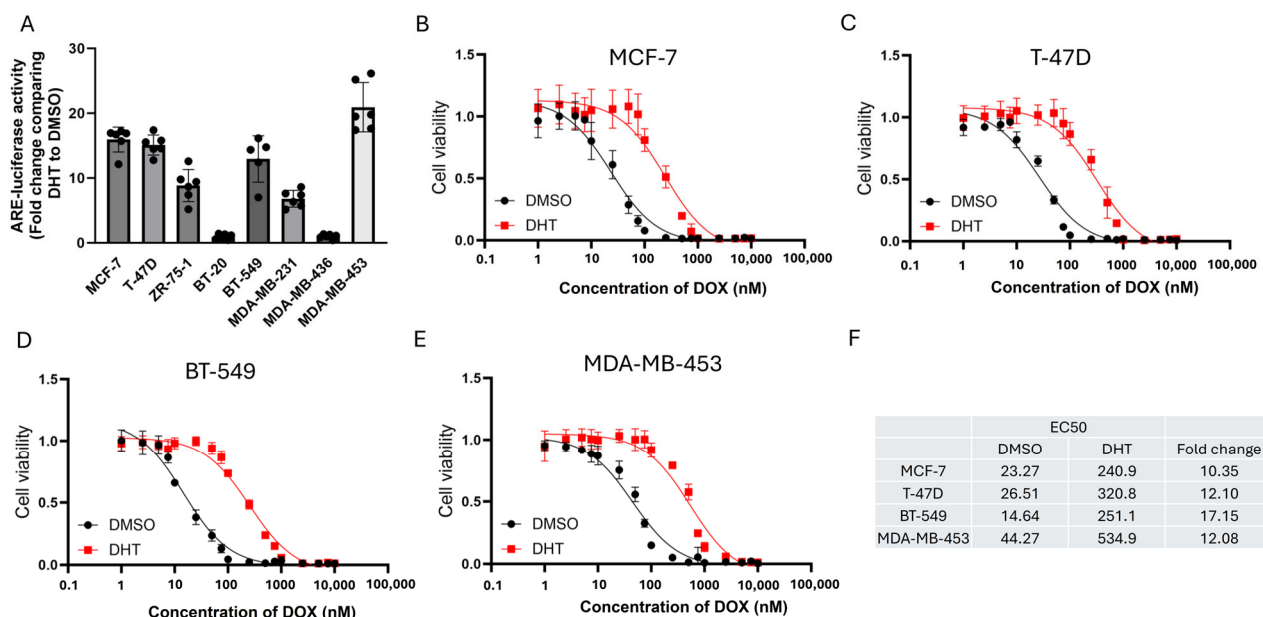 A
ARE-luciferase activity
(Fold change comparing
DHT to DMSO)
30
20
10
0
MCF-7
T-47D
ZR-75-1
BT-20
BT-549
MDA-MB-231
MDA-MB-436
MDA-MB-453
B
MCF-7
Cell viability
1.5
1.0
0.5
0.0
DMSO
DHT
0.1 1 10 100 1000 10,000 100,000
Concentration of DOX (nM)
C
T-47D
Cell viability
1.5
1.0
0.5
0.0
DMSO
DHT
0.1 1 10 100 1000 10,000 100,000
Concentration of DOX (nM)
D
BT-549
Cell viability
1.5
1.0
0.5
0.0
DMSO
DHT
0.1 1 10 100 1000 10,000 100,000
Concentration of DOX (nM)
E
MDA-MB-453
Cell viability
1.5
1.0
0.5
0.0
DMSO
DHT
0.1 1 10 100 1000 10,000 100,000
Concentration of DOX (nM)
F
EC50
DMSO DHT Fold change
MCF-7 23.27 240.9 10.35
T-47D 26.51 320.8 12.10
BT-549 14.64 251.1 17.15
MDA-MB-453 44.27 534.9 12.08